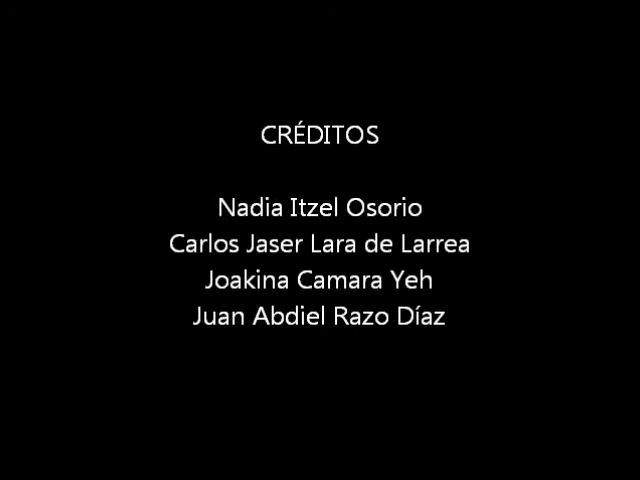 CRÉDITOS
Nadia Itzel Osorio
Carlos Jaser Lara de Larrea
Joakina Camara Yeh
Juan Abdiel Razo Díaz